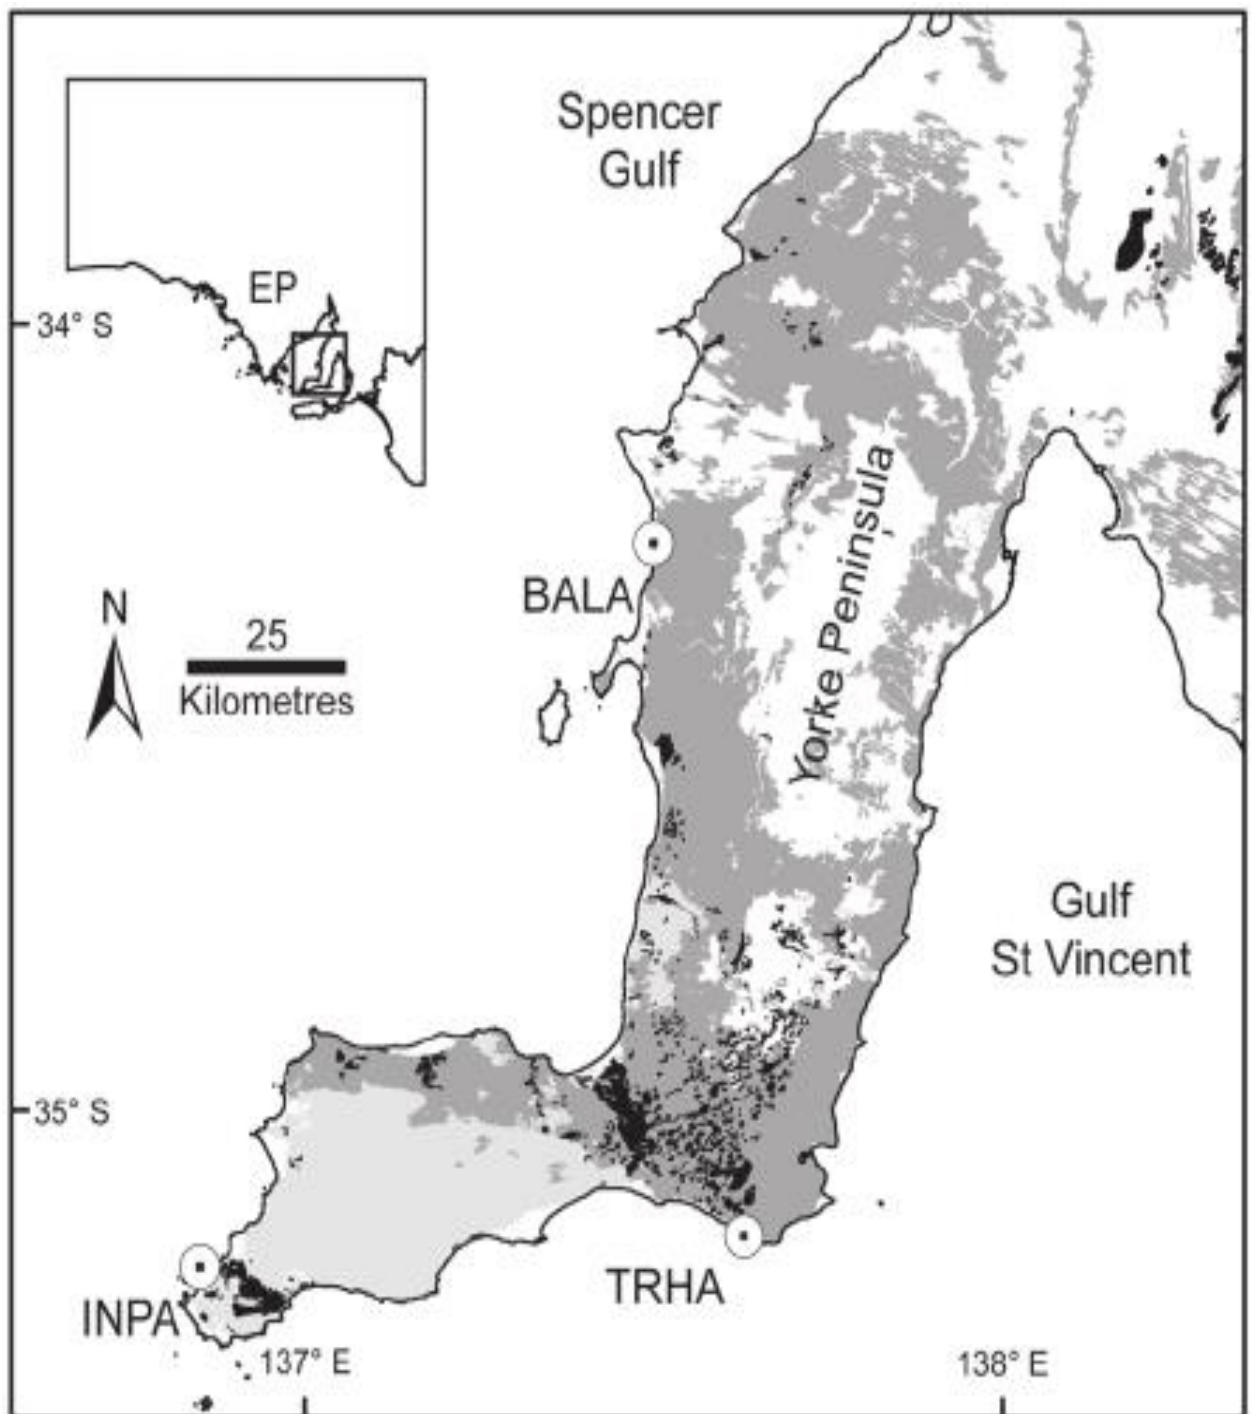 Spencer
Gulf
EP
34° S
Yorke Peninsula
BALA
N
25
Kilometres
Gulf
St Vincent
35° S
TRHA
INPA
137° E
138° E